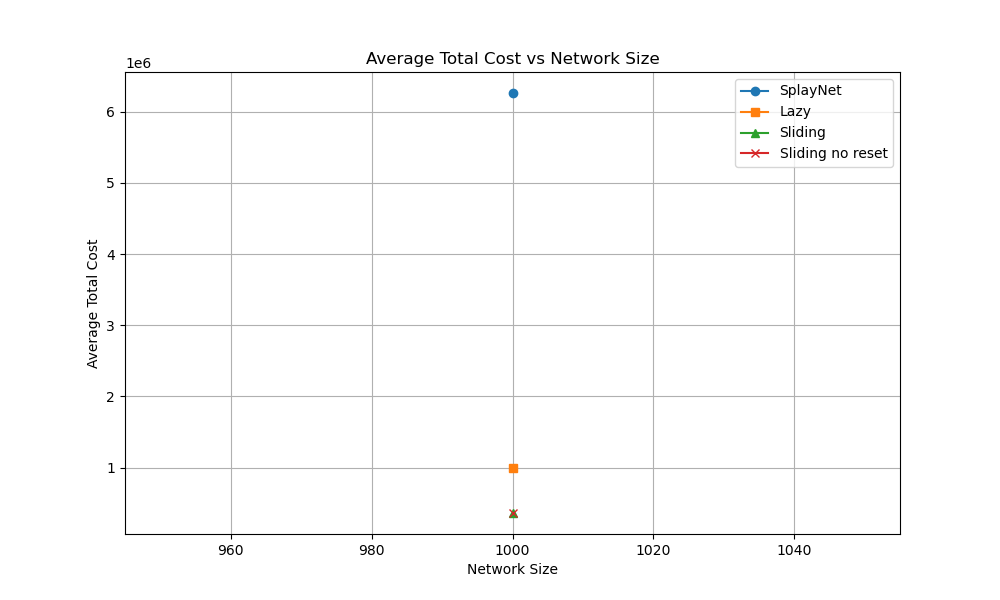 Average Total Cost vs Network Size
1e6
6
5
4
3
2
1
Average Total Cost
960 980 1000 1020 1040
Network Size
SplayNet
Lazy
Sliding
Sliding no reset